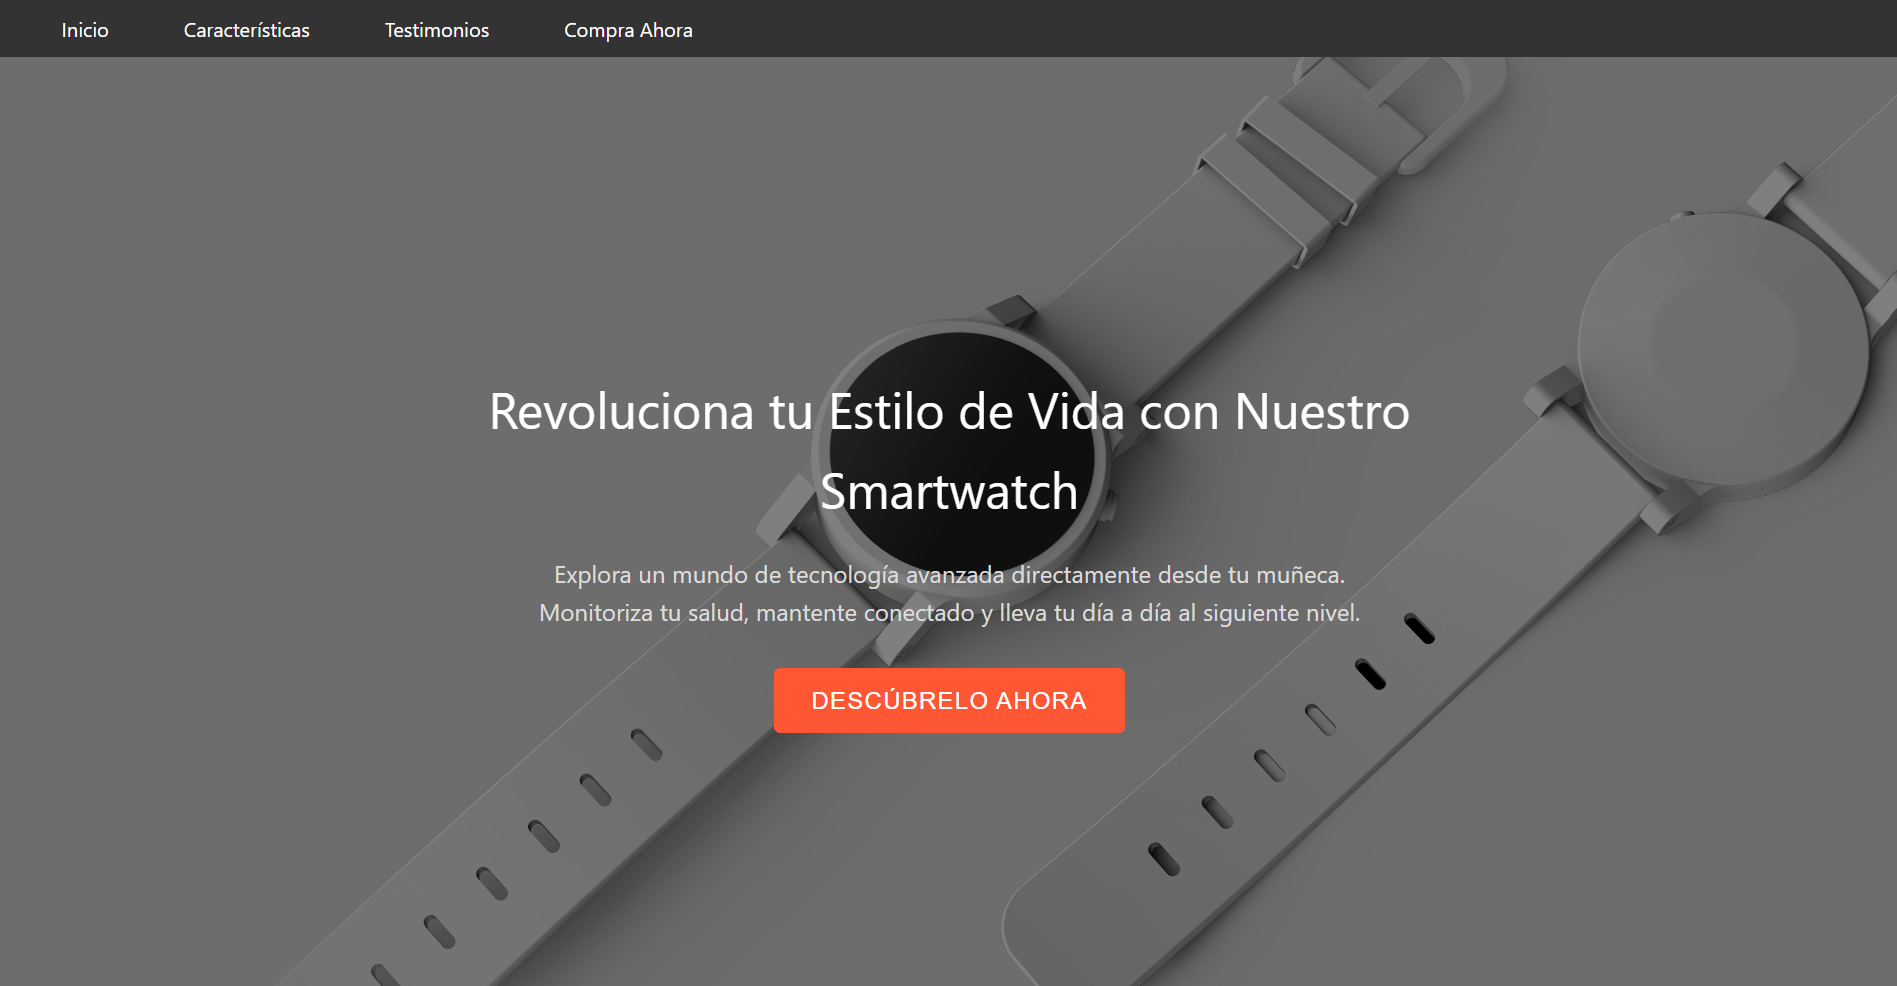 Inicio
Características
Testimonios
Compra Ahora
Revoluciona tu Estilo de Vida con Nuestro
Smartwatch
Explora un mundo de tecnología avanzada directamente desde tu muñeca.
Monitoriza tu salud, mantente conectado y lleva tu día a día al siguiente nivel.
DESCÚBRELO AHORA